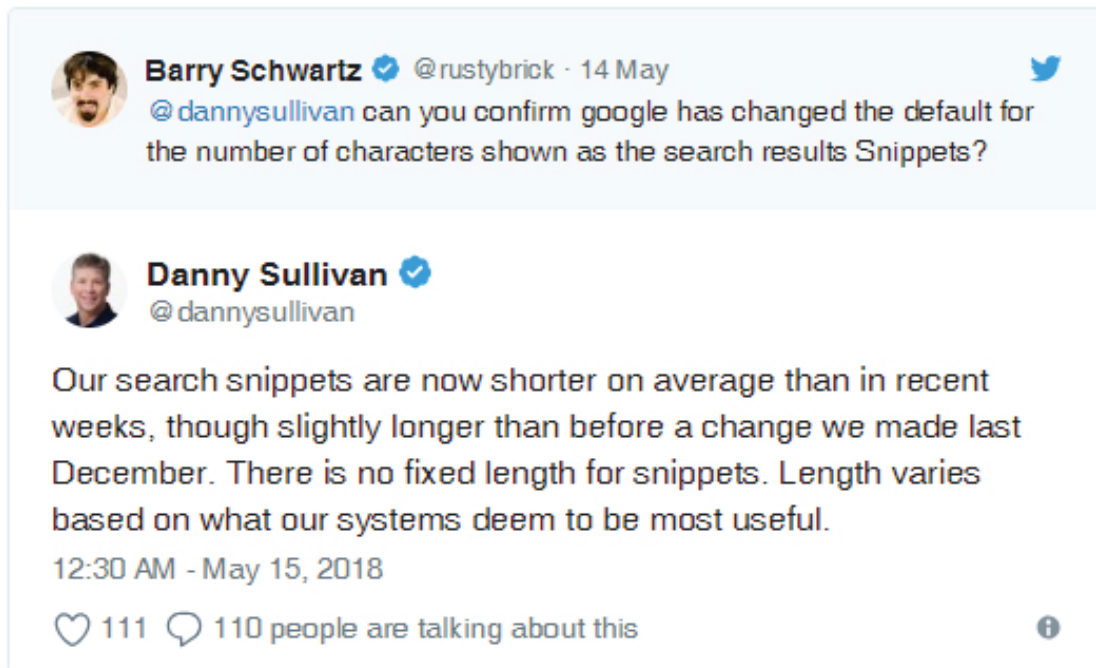 Barry Schwartz @rustybrick · 14 May
@dannysullivan can you confirm google has changed the default for
the number of characters shown as the search results Snippets?
Danny Sullivan
@dannysullivan
Our search snippets are now shorter on average than in recent
weeks, though slightly longer than before a change we made last
December. There is no fixed length for snippets. Length varies
based on what our systems deem to be most useful.
12:30 AM - May 15, 2018
111 110 people are talking about this